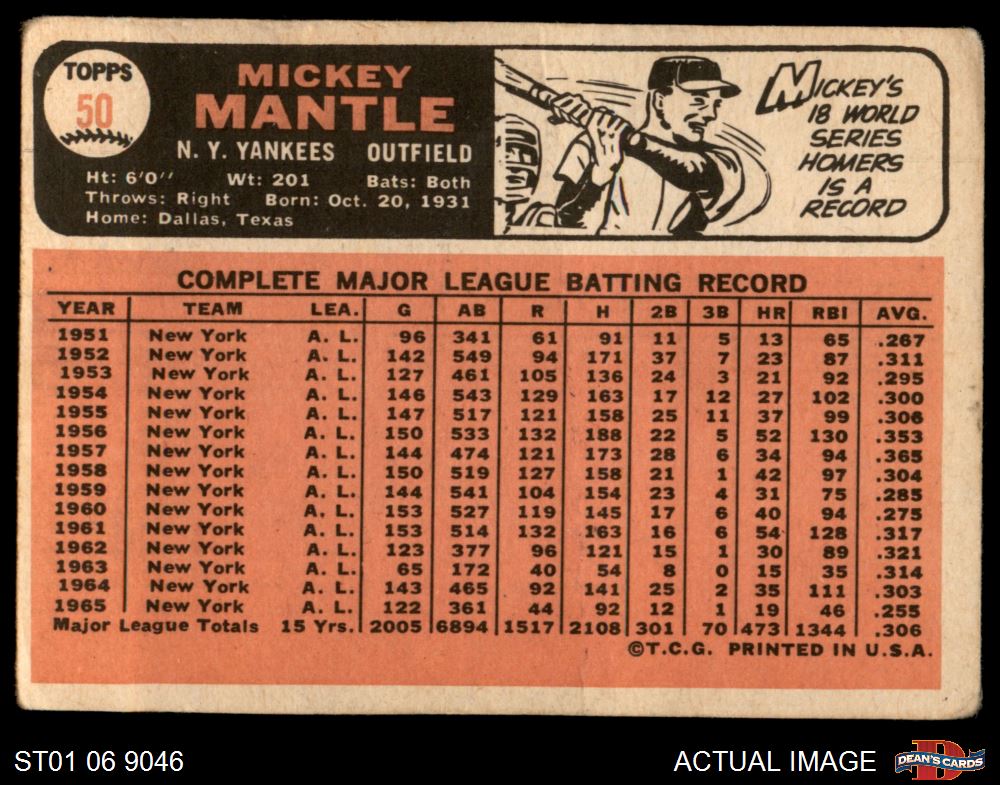 TOPPS
50
MICKEY
MANTLE
N. Y. YANKEES OUTFIELD
Ht: 6'0" Wt: 201 Bats: Both
Throws: Right Born: Oct. 20, 1931
Home: Dallas, Texas
MICKEY'S
18 WORLD
SERIES
HOMERS
IS A
RECORD
COMPLETE MAJOR LEAGUE BATTING RECORD
YEAR TEAM LEA. G AB R H 2B 3B HR RBI AVG.
1951 New York A. L. 96 341 61 91 11 5 13 65 .267
1952 New York A. L. 142 549 94 171 37 7 23 87 .311
1953 New York A. L. 127 461 105 136 24 3 21 92 .295
1954 New York A. L. 146 543 129 163 17 12 27 102 .300
1955 New York A. L. 147 517 121 158 25 11 37 99 .306
1956 New York A. L. 150 533 132 188 22 5 52 130 .353
1957 New York A. L. 144 474 121 173 28 6 34 94 .365
1958 New York A. L. 150 519 127 158 21 1 42 97 .304
1959 New York A. L. 144 541 104 154 23 4 31 75 .285
1960 New York A. L. 153 527 119 145 17 6 40 94 .275
1961 New York A. L. 153 514 132 163 16 6 54 128 .317
1962 New York A. L. 123 377 96 121 15 1 30 89 .321
1963 New York A. L. 65 172 40 54 8 0 15 35 .314
1964 New York A. L. 143 465 92 141 25 2 35 111 .303
1965 New York A. L. 122 361 44 92 12 1 19 46 .255
Major League Totals 15 Yrs. 2005 6894 1517 2108 301 70 473 1344 .306
©T.C.G. PRINTED IN U.S.A.
ST01 06 9046
ACTUAL IMAGE
DEAN'S CARDS